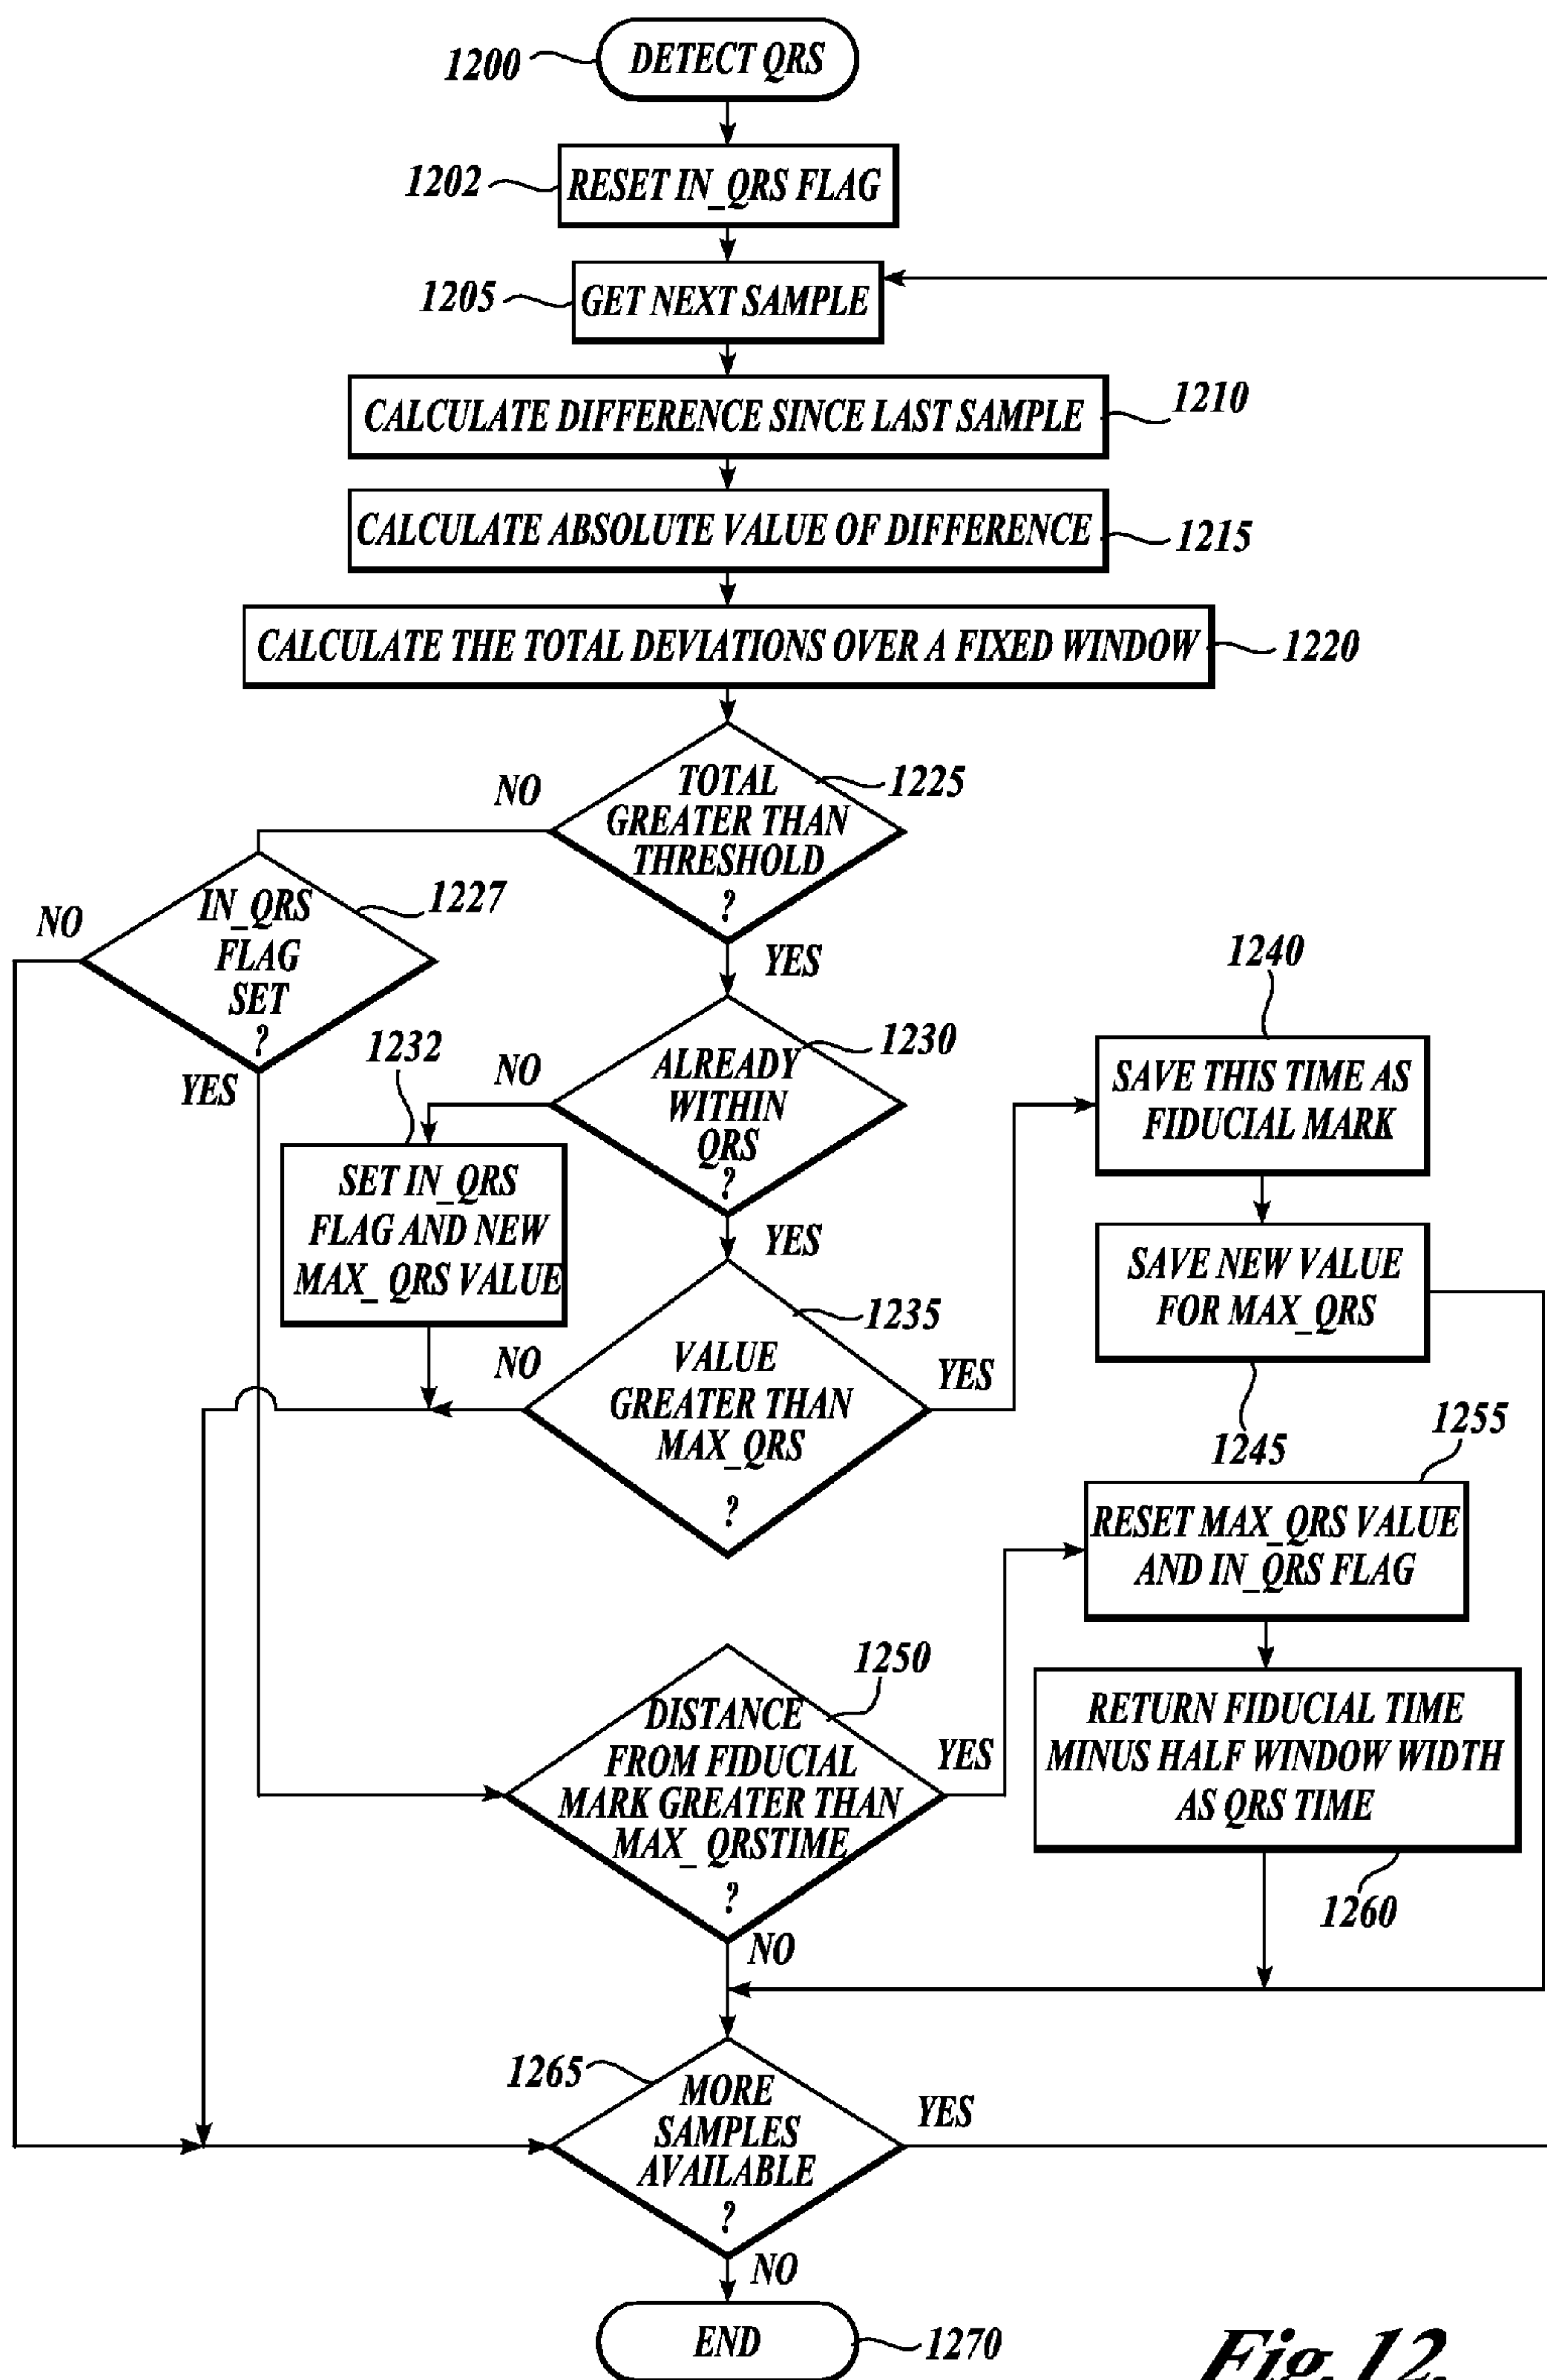 1200
DETECT QRS
1202
RESET IN_QRS FLAG
1205
GET NEXT SAMPLE
CALCULATE DIFFERENCE SINCE LAST SAMPLE
1210
CALCULATE ABSOLUTE VALUE OF DIFFERENCE
1215
CALCULATE THE TOTAL DEVIATIONS OVER A FIXED WINDOW
1220
NO
TOTAL
GREATER THAN
THRESHOLD
?
1225
YES
NO
IN_QRS
FLAG
SET
?
1227
YES
1232
NO
ALREADY
WITHIN
QRS
?
1230
YES
SET IN_QRS
FLAG AND NEW
MAX_ QRS VALUE
1240
SAVE THIS TIME AS
FIDUCIAL MARK
SAVE NEW VALUE
FOR MAX_QRS
1245
NO
VALUE
GREATER THAN
MAX_QRS
?
1235
YES
1255
RESET MAX_QRS VALUE
AND IN_QRS FLAG
1250
DISTANCE
FROM FIDUCIAL
MARK GREATER THAN
MAX_ QRSTIME
?
YES
NO
RETURN FIDUCIAL TIME
MINUS HALF WINDOW WIDTH
AS QRS TIME
1260
1265
MORE
SAMPLES
AVAILABLE
?
YES
NO
END
1270
Fig.12.